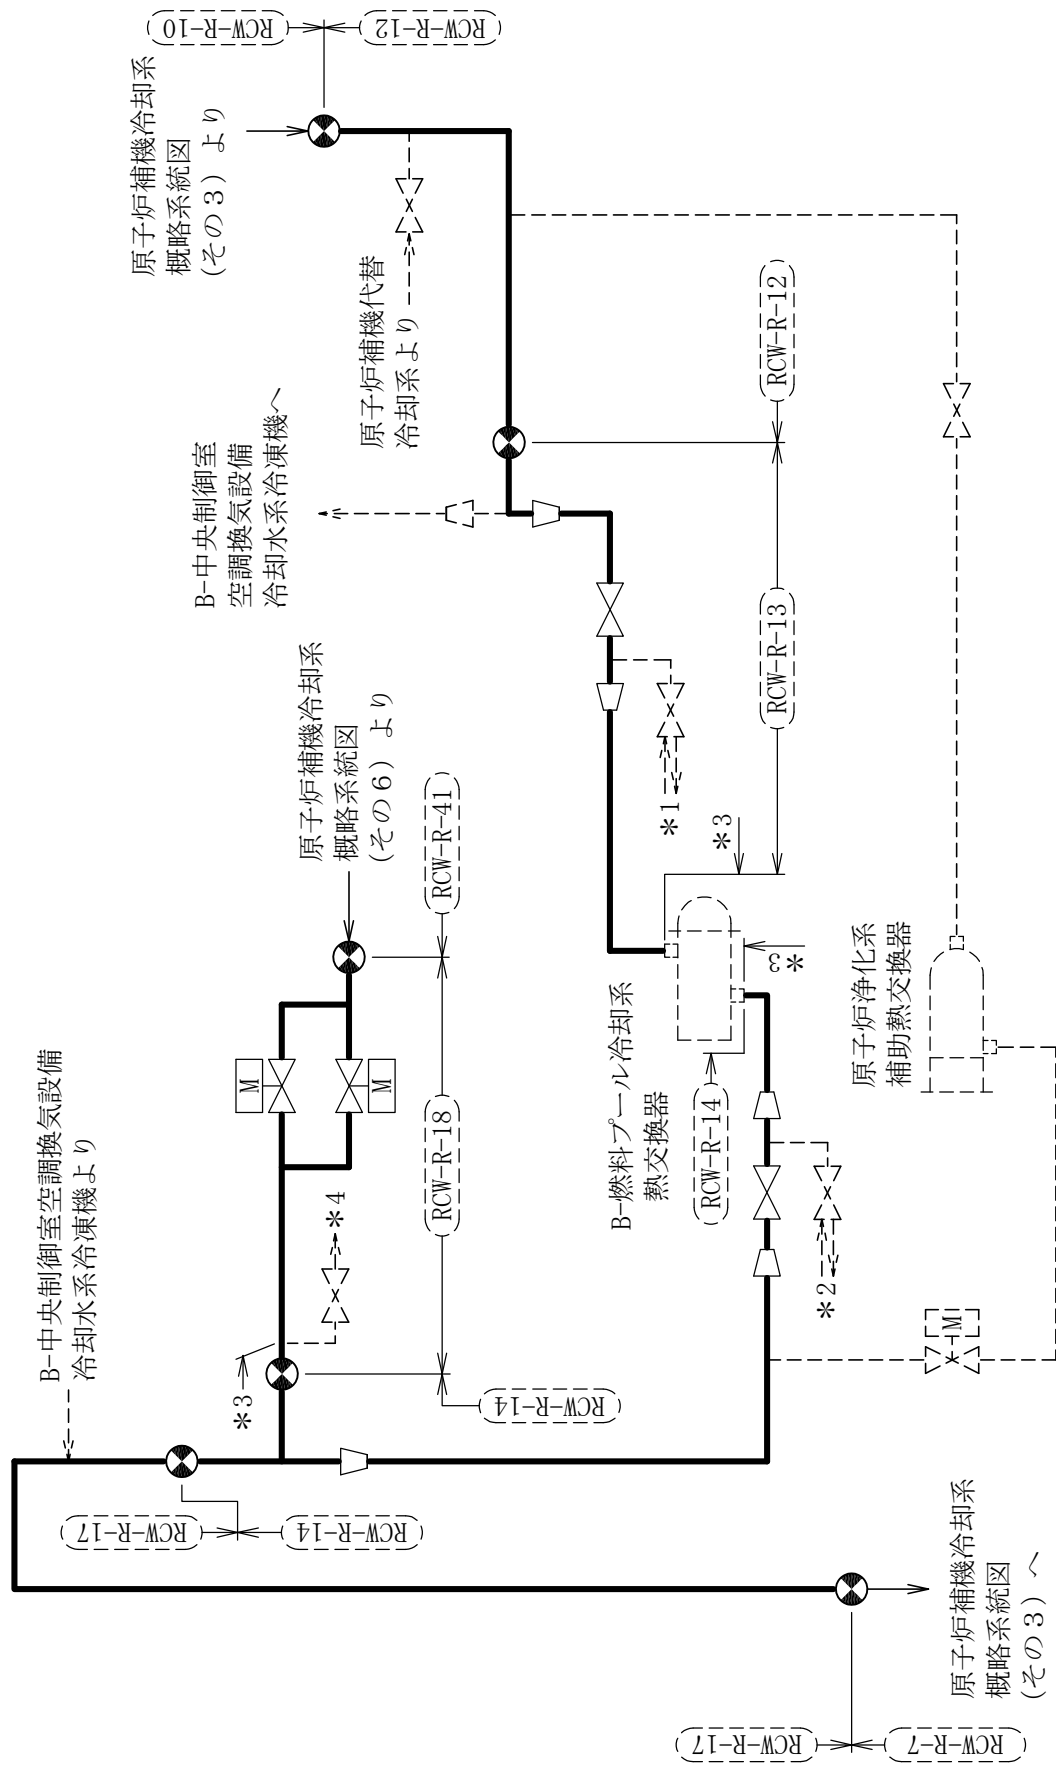 RCW-R-10
RCW-R-12
原子炉補機冷却系
概略系統図
(その３) より
原子炉補機代替
冷却系より
RCW-R-12
B-中央制御室
空調換気設備
冷却水系冷凍機へ
RCW-R-13
原子炉補機冷却系
概略系統図
(その６) より
RCW-R-41
*1
*3
*3
M
M
RCW-R-18
B-燃料プール冷却系
熱交換器
RCW-R-14
原子炉浄化系
補助熱交換器
B-中央制御室空調換気設備
冷却水系冷凍機より
*4
*3
RCW-R-14
*2
M
RCW-R-17
RCW-R-14
原子炉補機冷却系
概略系統図
(その３) へ
RCW-R-17
RCW-R-7